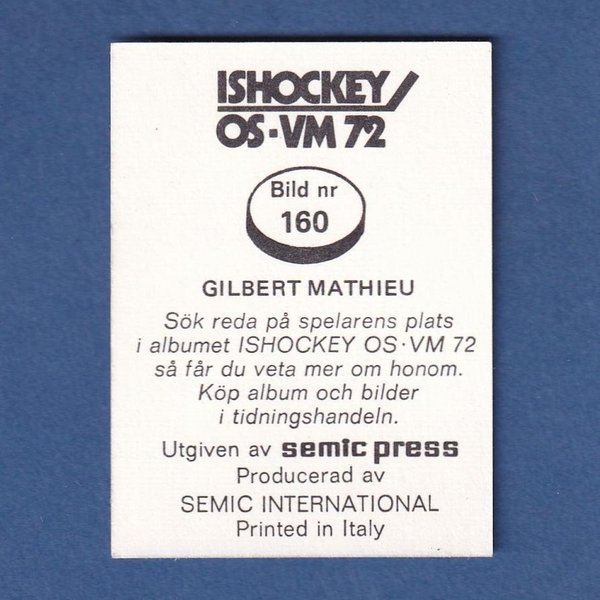 ISHOCKEY
OS-VM 72
Bild nr
160
GILBERT MATHIEU
Sök reda på spelarens plats
i albumet ISHOCKEY OS·VM 72
så får du veta mer om honom.
Köp album och bilder
i tidningshandeln.
Utgiven av semic press
Producerad av
SEMIC INTERNATIONAL
Printed in Italy